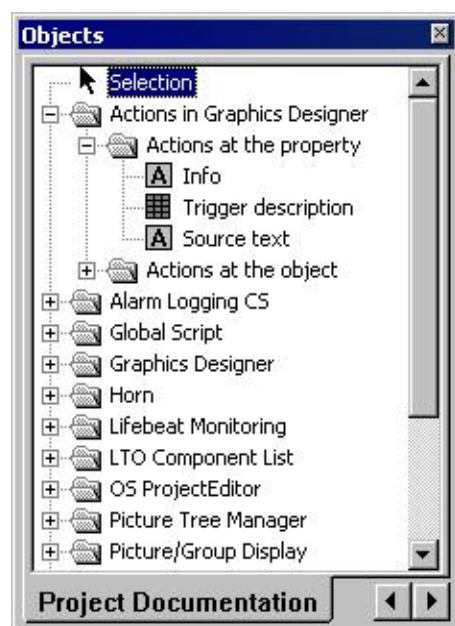 Objects
Selection
Actions in Graphics Designer
Actions at the property
A Info
Trigger description
A Source text
Actions at the object
Alarm Logging CS
Global Script
Graphics Designer
Horn
Lifebeat Monitoring
LTO Component List
OS ProjectEditor
Picture Tree Manager
Picture/Group Display
Project Documentation